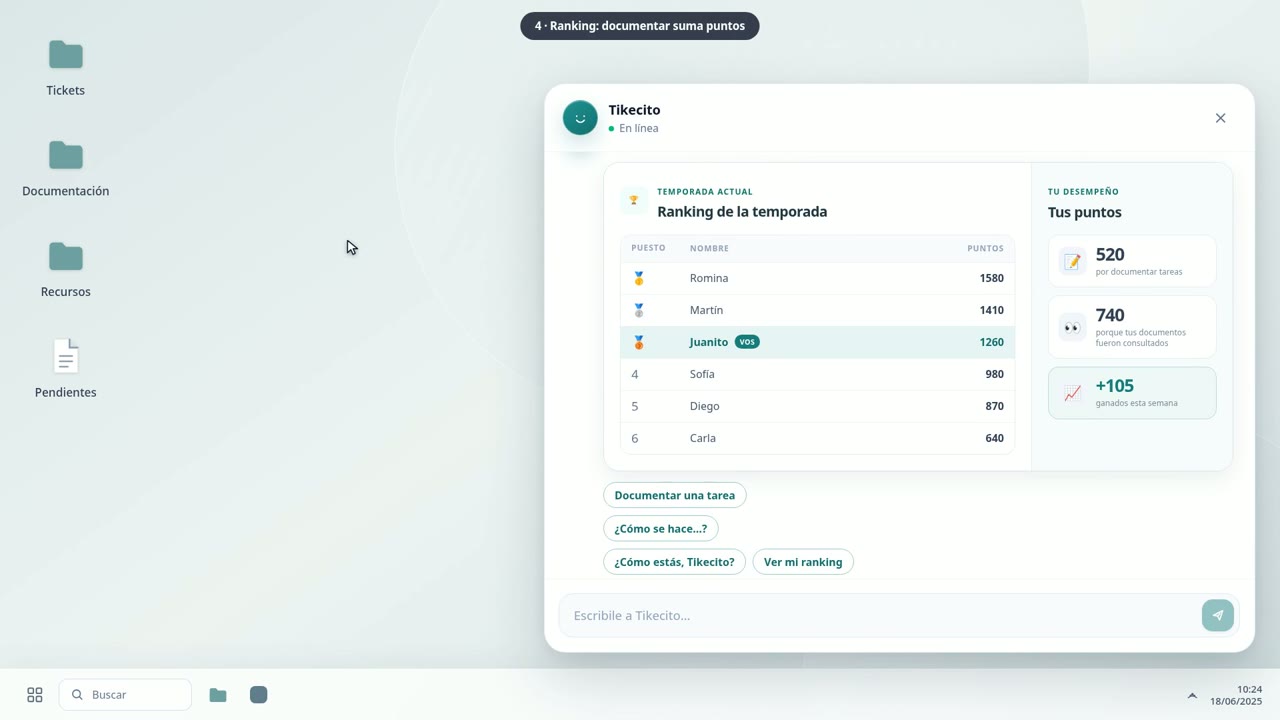 4 · Ranking: documentar suma puntos
Tickets
Documentación
Recursos
Pendientes
Tikecito
En línea
TEMPORADA ACTUAL
Ranking de la temporada
PUESTO NOMBRE PUNTOS
Romina 1580
Martín 1410
Juanito VOS 1260
4 Sofía 980
5 Diego 870
6 Carla 640
TU DESEMPEÑO
Tus puntos
520
por documentar tareas
740
porque tus documentos
fueron consultados
+105
ganados esta semana
Documentar una tarea
¿Cómo se hace...?
¿Cómo estás, Tikecito? Ver mi ranking
Escribile a Tikecito...
Buscar
10:24
18/06/2025